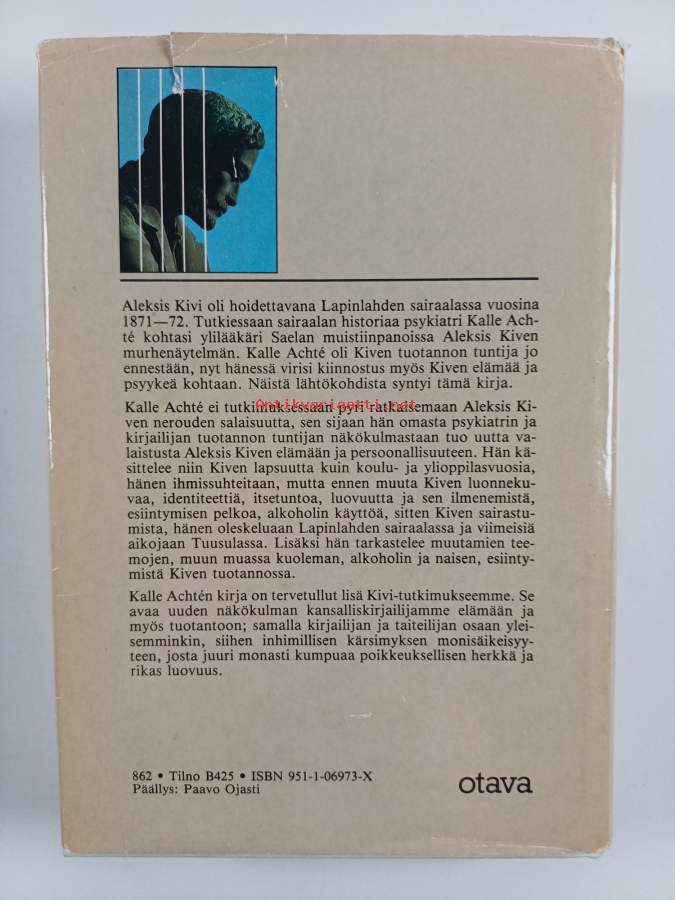 Aleksis Kivi oli hoidettavana Lapinlahden sairaalassa vuosina
1871—72. Tutkiessaan sairaalan historiaa psykiatri Kalle Ach-
té kohtasi ylilääkäri Saelan muistiinpanoissa Aleksis Kiven
murhenäytelmän. Kalle Achté oli Kiven tuotannon tuntija jo
ennestään, nyt hänessä virisi kiinnostus myös Kiven elämää ja
psyykeä kohtaan. Näistä lähtökohdista syntyi tämä kirja.
Antikvariaatti.net
Kalle Achté ei tutkimuksessaan pyri ratkaisemaan Aleksis Ki-
ven nerouden salaisuutta, sen sijaan hän omasta psykiatrin ja
kirjailijan tuotannon tuntijan näkökulmastaan tuo uutta va-
laistusta Aleksis Kiven elämään ja persoonallisuuteen. Hän kä-
sittelee niin Kiven lapsuutta kuin koulu- ja ylioppilasvuosia,
hänen ihmissuhteitaan, mutta ennen muuta Kiven luonneku-
vaa, identiteettiä, itsetuntoa, luovuutta ja sen ilmenemistä,
esiintymisen pelkoa, alkoholin käyttöä, sitten Kiven sairastu-
mista, hänen oleskeluaan Lapinlahden sairaalassa ja viimeisiä
aikojaan Tuusulassa. Lisäksi hän tarkastelee muutamien tee-
mojen, muun muassa kuoleman, alkoholin ja naisen, esiinty-
mistä Kiven tuotannossa.
Kalle Achtén kirja on tervetullut lisä Kivi-tutkimukseemme. Se
avaa uuden näkökulman kansalliskirjailijamme elämään ja
myös tuotantoon; samalla kirjailijan ja taiteilijan osaan ylei-
semminkin, siihen inhimillisen kärsimyksen monisäikeisyy-
teen, josta juuri monasti kumpuaa poikkeuksellisen herkkä ja
rikas luovuus.
862 • Tilno B425 • ISBN 951-1-06973-X
Päällys: Paavo Ojasti
otava